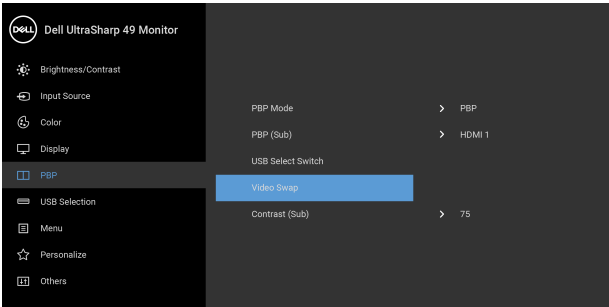 DELL Dell UltraSharp 49 Monitor
Brightness/Contrast
Input Source
Color
Display
PBP
USB Selection
Menu
Personalize
Others
PBP Mode > PBP
PBP (Sub) > HDMI 1
USB Select Switch
Video Swap
Contrast (Sub) > 75